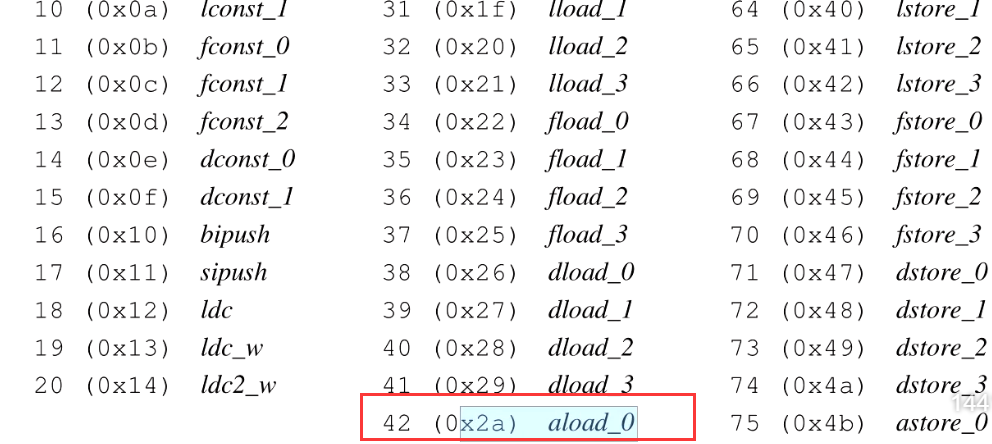 10 (0x0a) lconst_1 31 (0x1f) lload_1 64 (0x40) lstore_1
11 (0x0b) fconst_0 32 (0x20) lload_2 65 (0x41) lstore_2
12 (0x0c) fconst_1 33 (0x21) lload_3 66 (0x42) lstore_3
13 (0x0d) fconst_2 34 (0x22) fload_0 67 (0x43) fstore_0
14 (0x0e) dconst_0 35 (0x23) fload_1 68 (0x44) fstore_1
15 (0x0f) dconst_1 36 (0x24) fload_2 69 (0x45) fstore_2
16 (0x10) bipush 37 (0x25) fload_3 70 (0x46) fstore_3
17 (0x11) sipush 38 (0x26) dload_0 71 (0x47) dstore_0
18 (0x12) ldc 39 (0x27) dload_1 72 (0x48) dstore_1
19 (0x13) ldc_w 40 (0x28) dload_2 73 (0x49) dstore_2
20 (0x14) ldc2_w 41 (0x29) dload_3 74 (0x4a) dstore_3
144
42 (0x2a) aload_0 75 (0x4b) astore_0